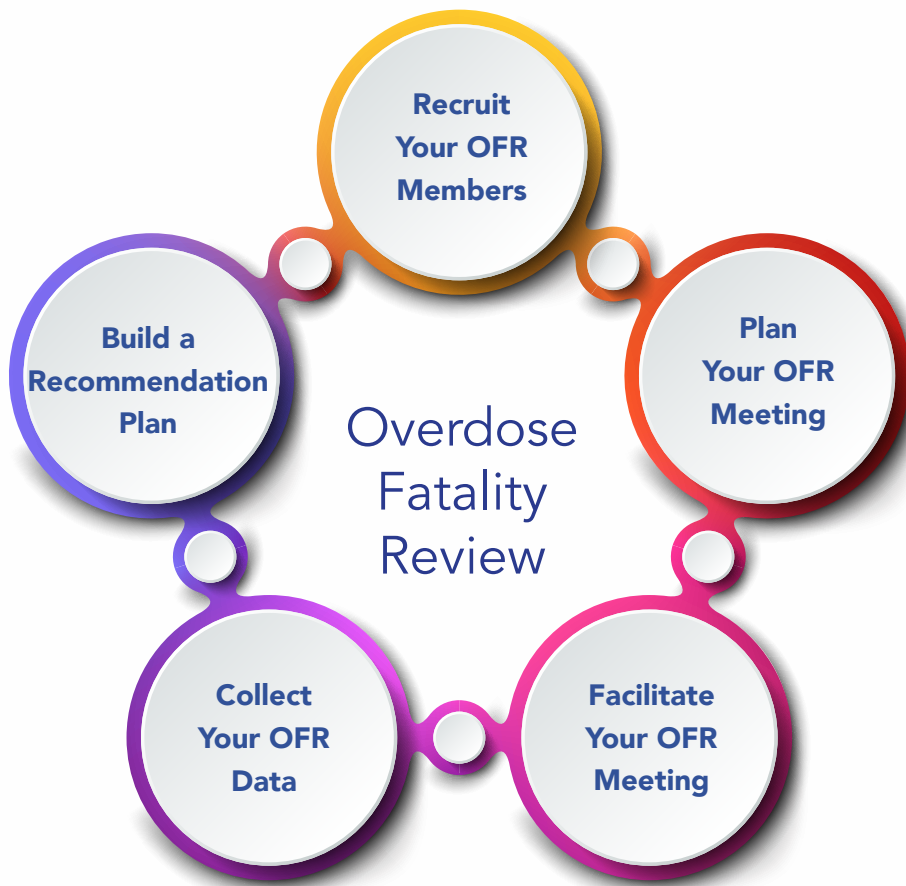 Recruit
Your OFR
Members
Plan
Your OFR
Meeting
Facilitate
Your OFR
Meeting
Collect
Your OFR
Data
Build a
Recommendation
Plan
Overdose
Fatality
Review